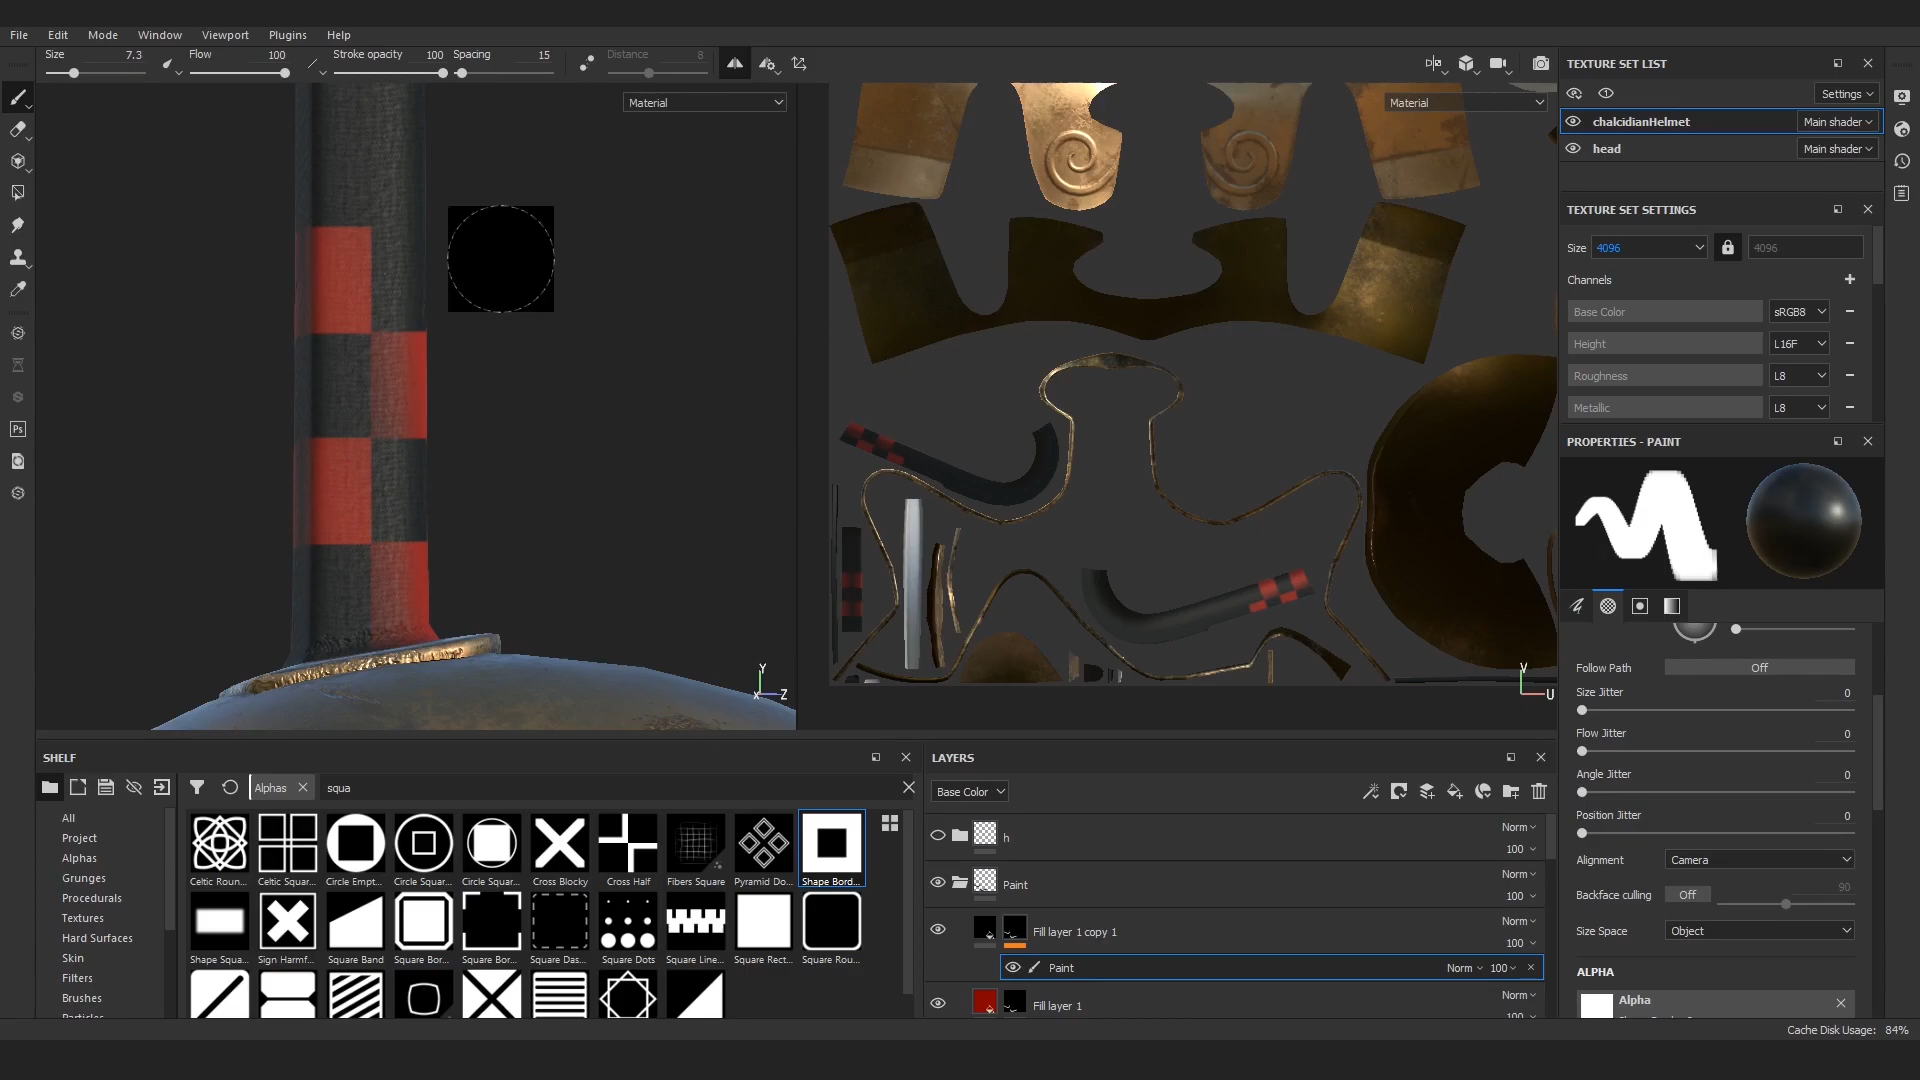 File Edit Mode Window Viewport Plugins Help
Size 7.3 Flow 100 Stroke opacity 100 Spacing 15 Distance 8
Material
Material
X Y Z
V U
TEXTURE SET LIST
Settings
chalcidianHelmet Main shader
head Main shader
TEXTURE SET SETTINGS
Size 4096 4096
Channels
Base Color sRGB8
Height L16F
Roughness L8
Metallic L8
PROPERTIES - PAINT
Follow Path Off
Size Jitter 0
Flow Jitter 0
Angle Jitter 0
Position Jitter 0
Alignment Camera
Backface culling Off 90
Size Space Object
ALPHA
Alpha
Ps
SHELF
Alphas squa
All
Project
Alphas
Grunges
Procedurals
Textures
Hard Surfaces
Skin
Filters
Brushes
Celtic Roun... Celtic Squar... Circle Empt... Circle Squar... Circle Squar... Cross Blocky Cross Half Fibers Square Pyramid Do... Shape Bord...
Shape Squa... Sign Harmf... Square Band Square Bor... Square Bor... Square Das... Square Dots Square Line... Square Rect... Square Rou...
LAYERS
Base Color
h Norm 100
Paint Norm 100
Fill layer 1 copy 1 Norm 100
Paint Norm 100
Fill layer 1 Norm 100
Cache Disk Usage: 84%